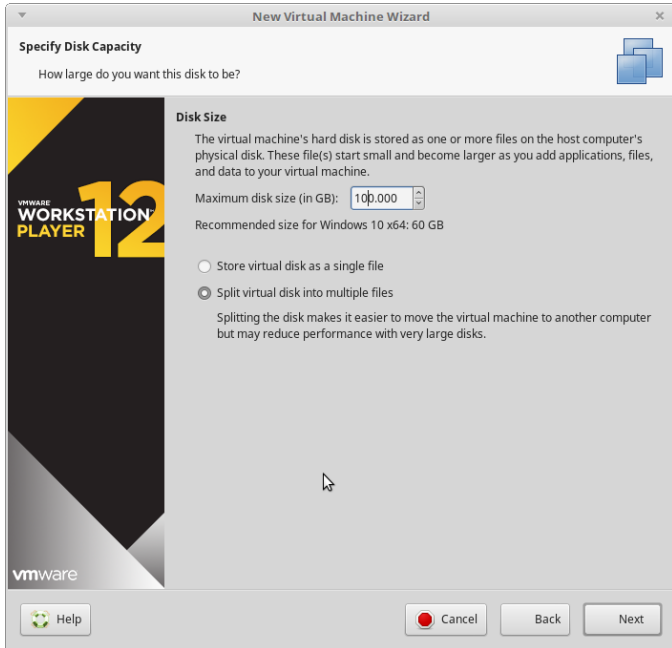 New Virtual Machine Wizard
Specify Disk Capacity
How large do you want this disk to be?
VMWARE
WORKSTATION
PLAYER 12
vmware
Disk Size
The virtual machine's hard disk is stored as one or more files on the host computer's
physical disk. These file(s) start small and become larger as you add applications, files,
and data to your virtual machine.
Maximum disk size (in GB): 100.000
Recommended size for Windows 10 x64: 60 GB
Store virtual disk as a single file
Split virtual disk into multiple files
Splitting the disk makes it easier to move the virtual machine to another computer
but may reduce performance with very large disks.
Help
Cancel
Back
Next